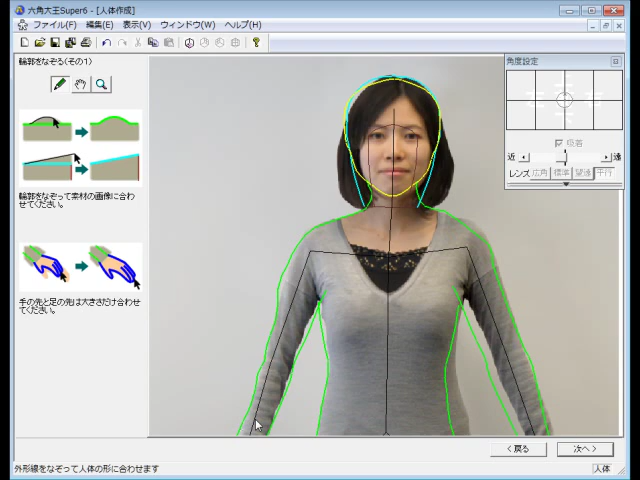 六角大王Super6 - [人体作成]
ファイル(F) 編集(E) 表示(V) ウィンドウ(W) ヘルプ(H)
輪郭をなぞる(その1)
輪郭をなぞって素材の画像に合わせてください。
手の先と足の先は大きさだけ合わせてください。
角度設定
吸着
近 遠
レンズ 広角 標準 望遠 平行
< 戻る 次へ >
外形線をなぞって人体の形に合わせます
人体